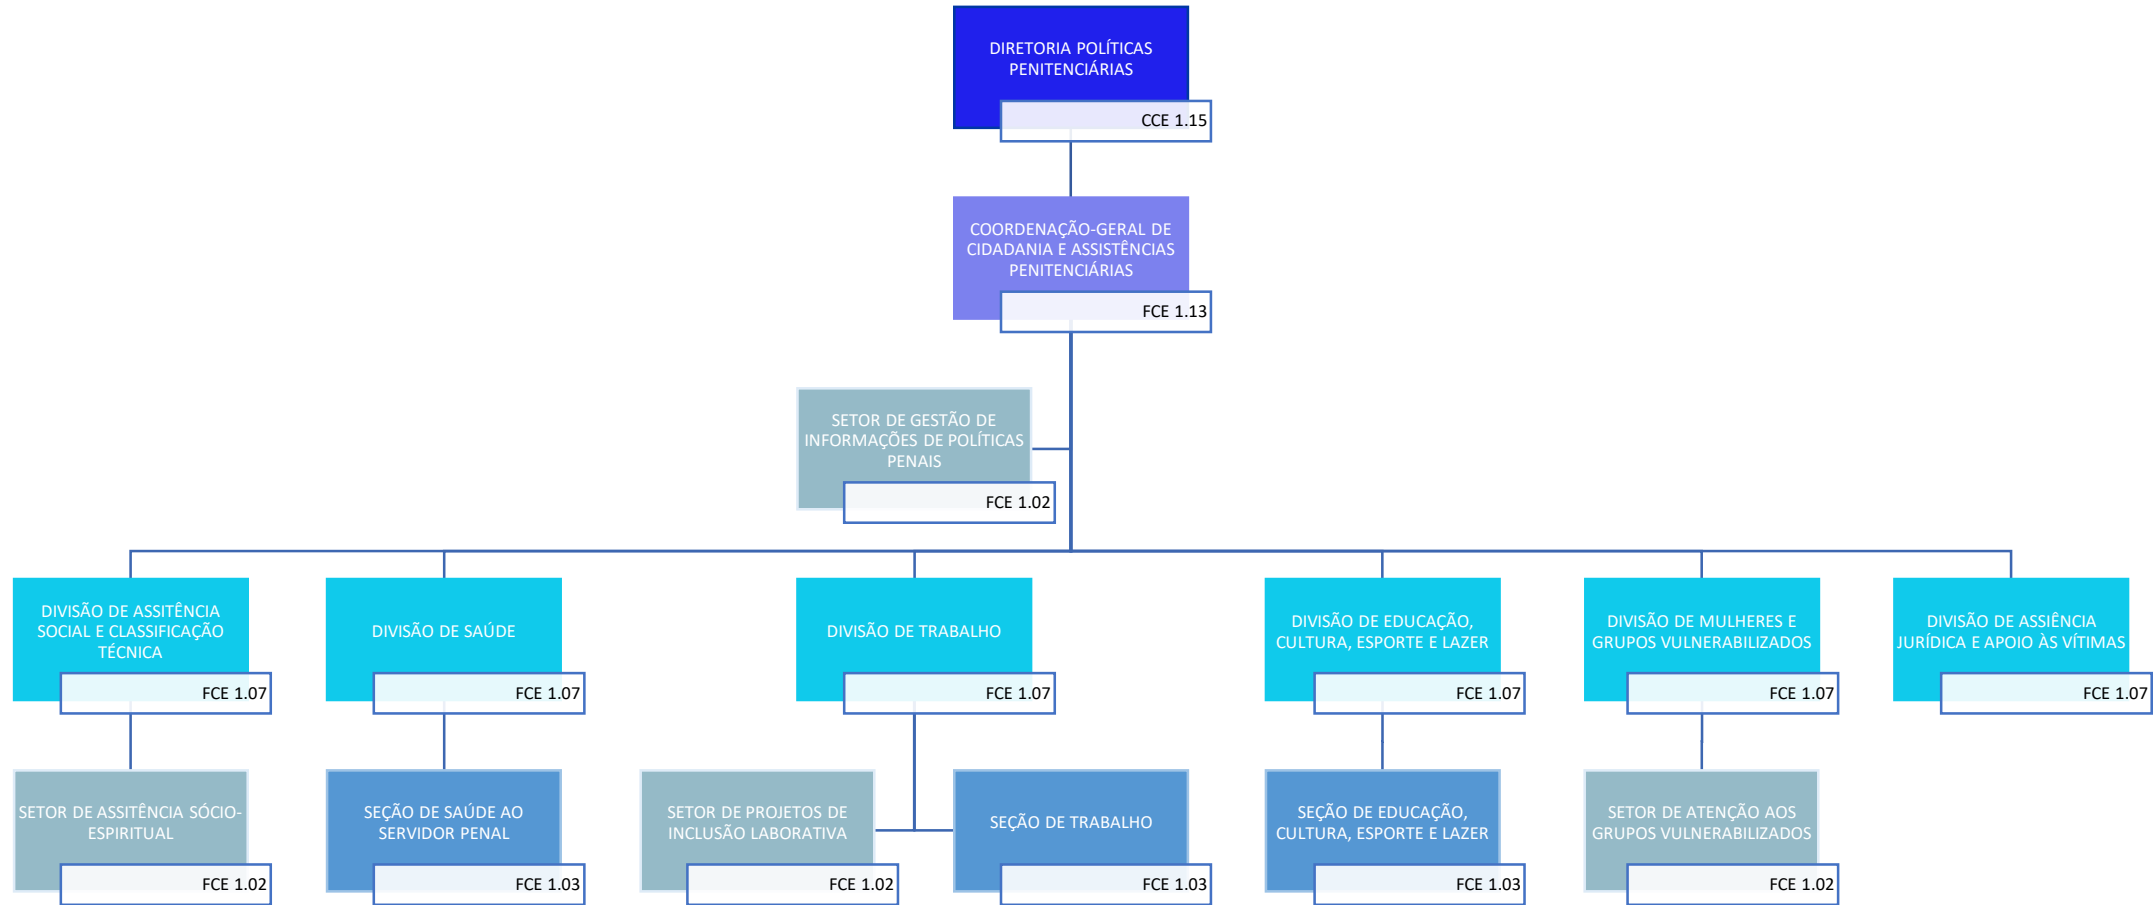 DIRETORIA POLÍTICAS
PENITENCIÁRIAS
CCE 1.15
COORDENAÇÃO-GERAL DE
CIDADANIA E ASSISTÊNCIAS
PENITENCIÁRIAS
FCE 1.13
SETOR DE GESTÃO DE
INFORMAÇÕES DE POLÍTICAS
PENAIS
FCE 1.02
DIVISÃO DE ASSITÊNCIA
SOCIAL E CLASSIFICAÇÃO
TÉCNICA
FCE 1.07
DIVISÃO DE SAÚDE
FCE 1.07
DIVISÃO DE TRABALHO
FCE 1.07
DIVISÃO DE EDUCAÇÃO,
CULTURA, ESPORTE E LAZER
FCE 1.07
DIVISÃO DE MULHERES E
GRUPOS VULNERABILIZADOS
FCE 1.07
DIVISÃO DE ASSIÊNCIA
JURÍDICA E APOIO ÀS VÍTIMAS
FCE 1.07
SETOR DE ASSITÊNCIA SÓCIO-
ESPIRITUAL
FCE 1.02
SEÇÃO DE SAÚDE AO
SERVIDOR PENAL
FCE 1.03
SETOR DE PROJETOS DE
INCLUSÃO LABORATIVA
FCE 1.02
SEÇÃO DE TRABALHO
FCE 1.03
SEÇÃO DE EDUCAÇÃO,
CULTURA, ESPORTE E LAZER
FCE 1.03
SETOR DE ATENÇÃO AOS
GRUPOS VULNERABILIZADOS
FCE 1.02